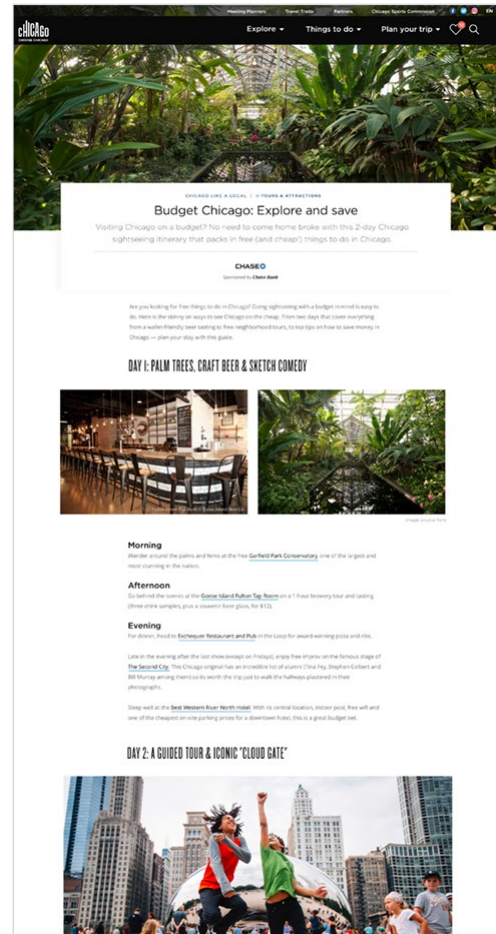 Meeting Planners Travel Trade Partners Chicago Sports Commission EN
CHICAGO
CHOOSE CHICAGO
Explore Things to do Plan your trip
CHICAGO LIKE A LOCAL | TOURS & ATTRACTIONS
Budget Chicago: Explore and save
Visiting Chicago on a budget? No need to come home broke with this 2-day Chicago
sightseeing itinerary that packs in free (and cheap!) things to do in Chicago.
CHASE
Sponsored by Chase Bank
Are you looking for free things to do in Chicago? Going sightseeing with a budget in mind is easy to
do. Here is the skinny on ways to see Chicago on the cheap. From two days that cover everything
from a wallet-friendly beer tasting to free neighborhood tours, to top tips on how to save money in
Chicago — plan your stay with this guide.
DAY 1: PALM TREES, CRAFT BEER & SKETCH COMEDY
image source here
Morning
Wander around the palms and ferns at the free Garfield Park Conservatory, one of the largest and
most stunning in the nation.
Afternoon
Go behind the scenes at the Goose Island Fulton Tap Room on a 1-hour brewery tour and tasting
(three drink samples, plus a souvenir beer glass, for $12).
Evening
For dinner, head to Exchequer Restaurant and Pub in the Loop for award-winning pizza and ribs.
Late in the evening after the last show (except on Fridays), enjoy free improv on the famous stage of
The Second City. This Chicago original has an incredible list of alumni (Tina Fey, Stephen Colbert and
Bill Murray among them) so its worth the trip just to walk the hallways plastered in their
photographs.
Sleep well at the Best Western River North Hotel. With its central location, indoor pool, free wifi and
one of the cheapest on-site parking prices for a downtown hotel, this is a great budget bet.
DAY 2: A GUIDED TOUR & ICONIC "CLOUD GATE"